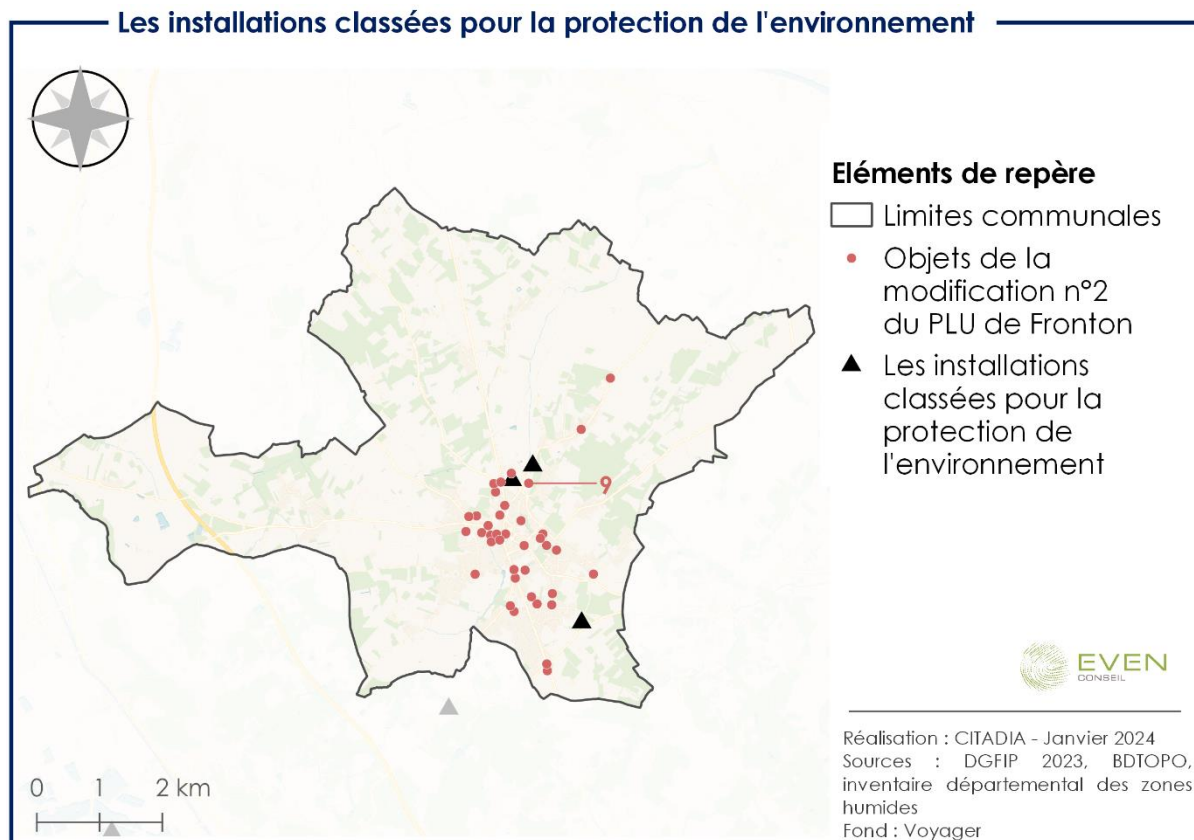 Les installations classées pour la protection de l'environnement
Eléments de repère
Limites communales
Objets de la
modification n°2
du PLU de Fronton
Les installations
classées pour la
protection de
l'environnement
9
EVEN
CONSEIL
0 1 2 km
Réalisation : CITADIA - Janvier 2024
Sources : DGFIP 2023, BDTOPO,
inventaire départemental des zones
humides
Fond : Voyager